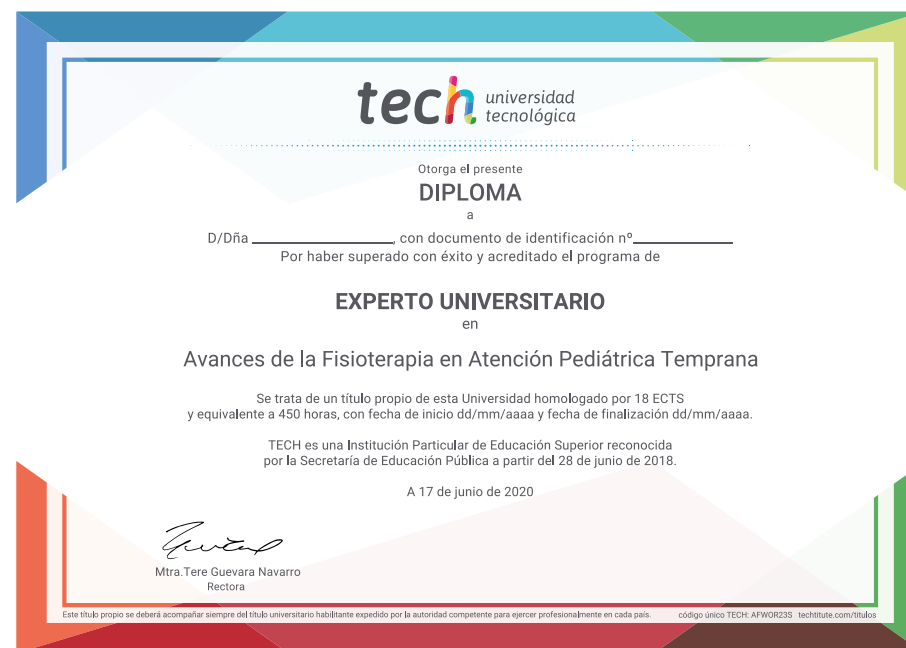 tech universidad
tecnológica
Otorga el presente
DIPLOMA
a
D/Dña ____________________, con documento de identificación nº______________
Por haber superado con éxito y acreditado el programa de
EXPERTO UNIVERSITARIO
en
Avances de la Fisioterapia en Atención Pediátrica Temprana
Se trata de un título propio de esta Universidad homologado por 18 ECTS
y equivalente a 450 horas, con fecha de inicio dd/mm/aaaa y fecha de finalización dd/mm/aaaa.
TECH es una Institución Particular de Educación Superior reconocida
por la Secretaría de Educación Pública a partir del 28 de junio de 2018.
A 17 de junio de 2020
Mtra.Tere Guevara Navarro
Rectora
Este título propio se deberá acompañar siempre del título universitario habilitante expedido por la autoridad competente para ejercer profesionalmente en cada país. código único TECH: AFWOR23S techtitute.com/titulos